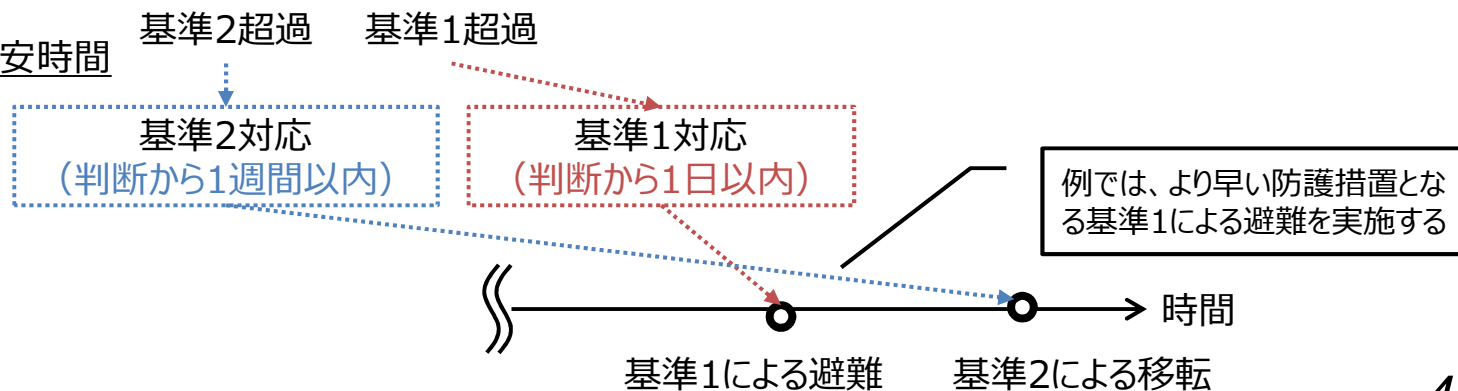 基準2超過 基準1超過
安時間
基準2対応
(判断から1週間以内)
基準1対応
(判断から1日以内)
例では、より早い防護措置とな
る基準1による避難を実施する
時間
基準1による避難 基準2による移転